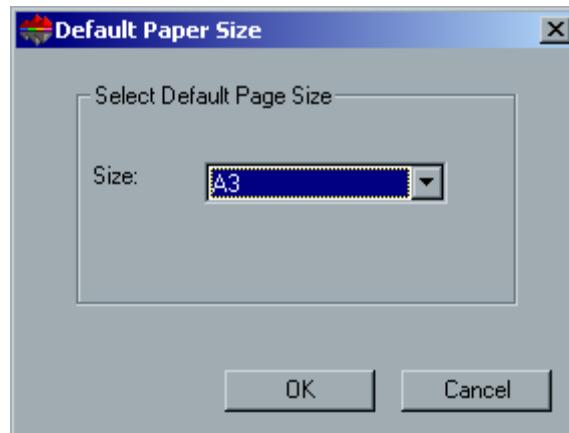 Default Paper Size
Select Default Page Size
Size: A3
OK Cancel